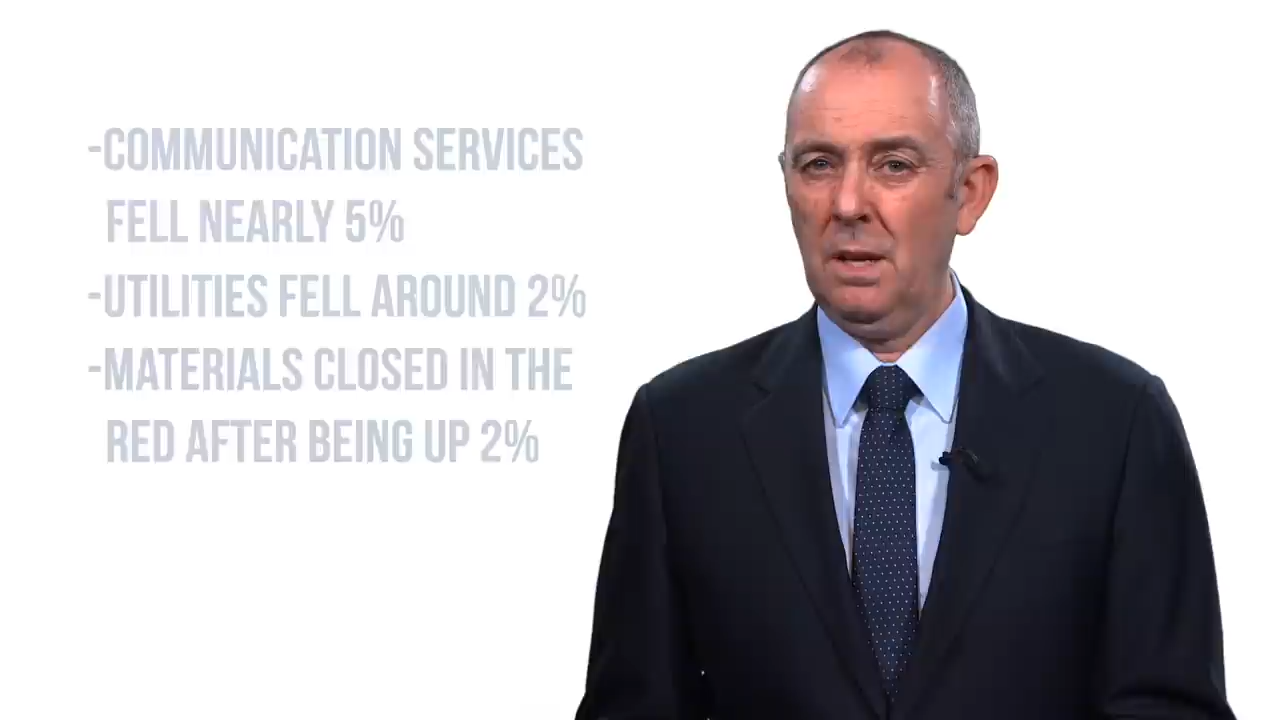 -COMMUNICATION SERVICES
FELL NEARLY 5%
-UTILITIES FELL AROUND 2%
-MATERIALS CLOSED IN THE
RED AFTER BEING UP 2%